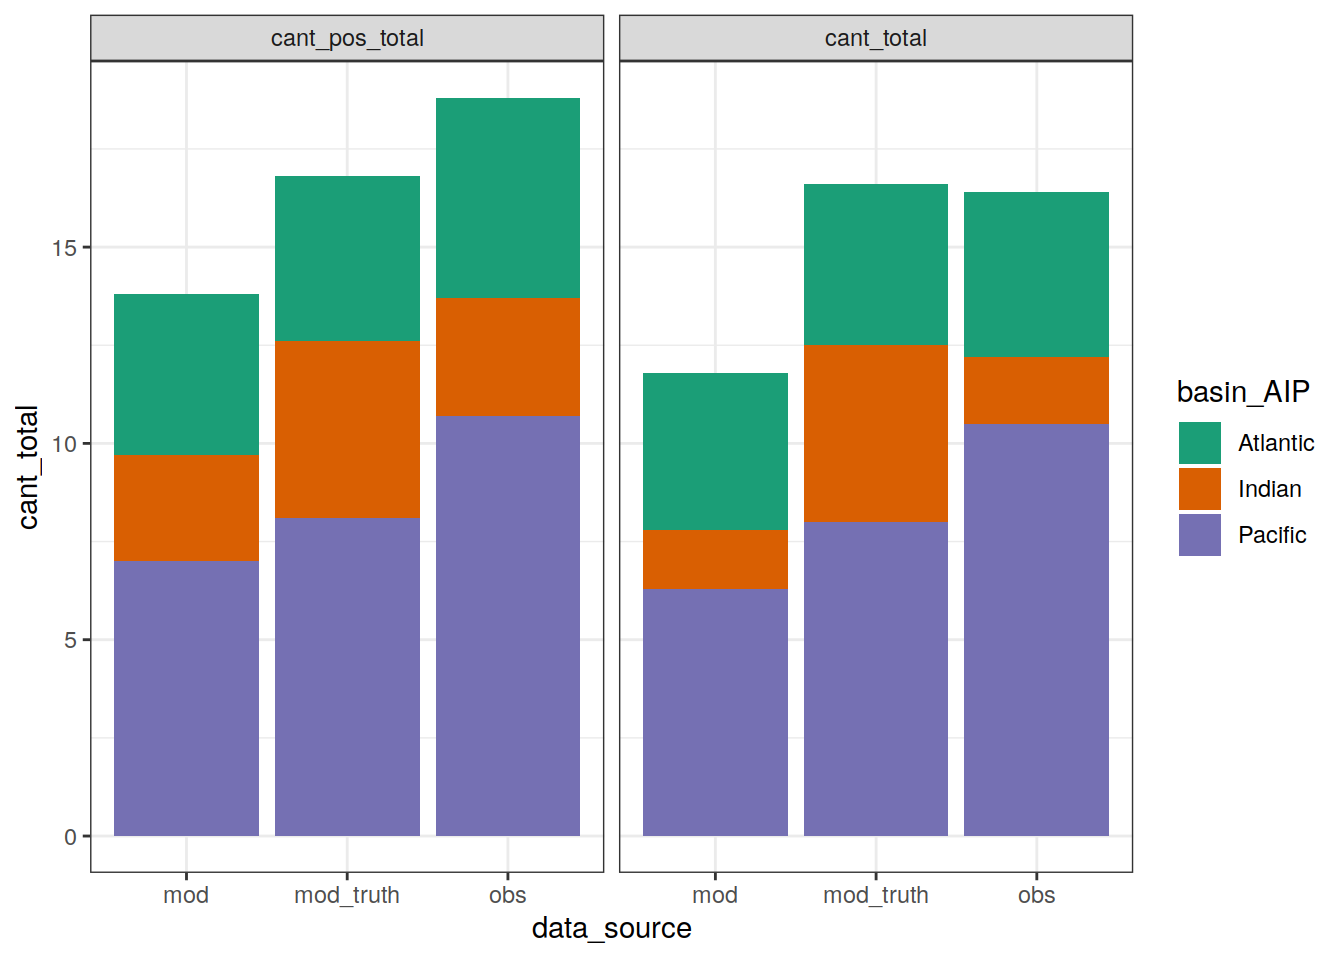 cant_pos_total
cant_total
15
10
5
0
cant_total
mod
mod_truth
obs
mod
mod_truth
obs
data_source
basin_AIP
Atlantic
Indian
Pacific